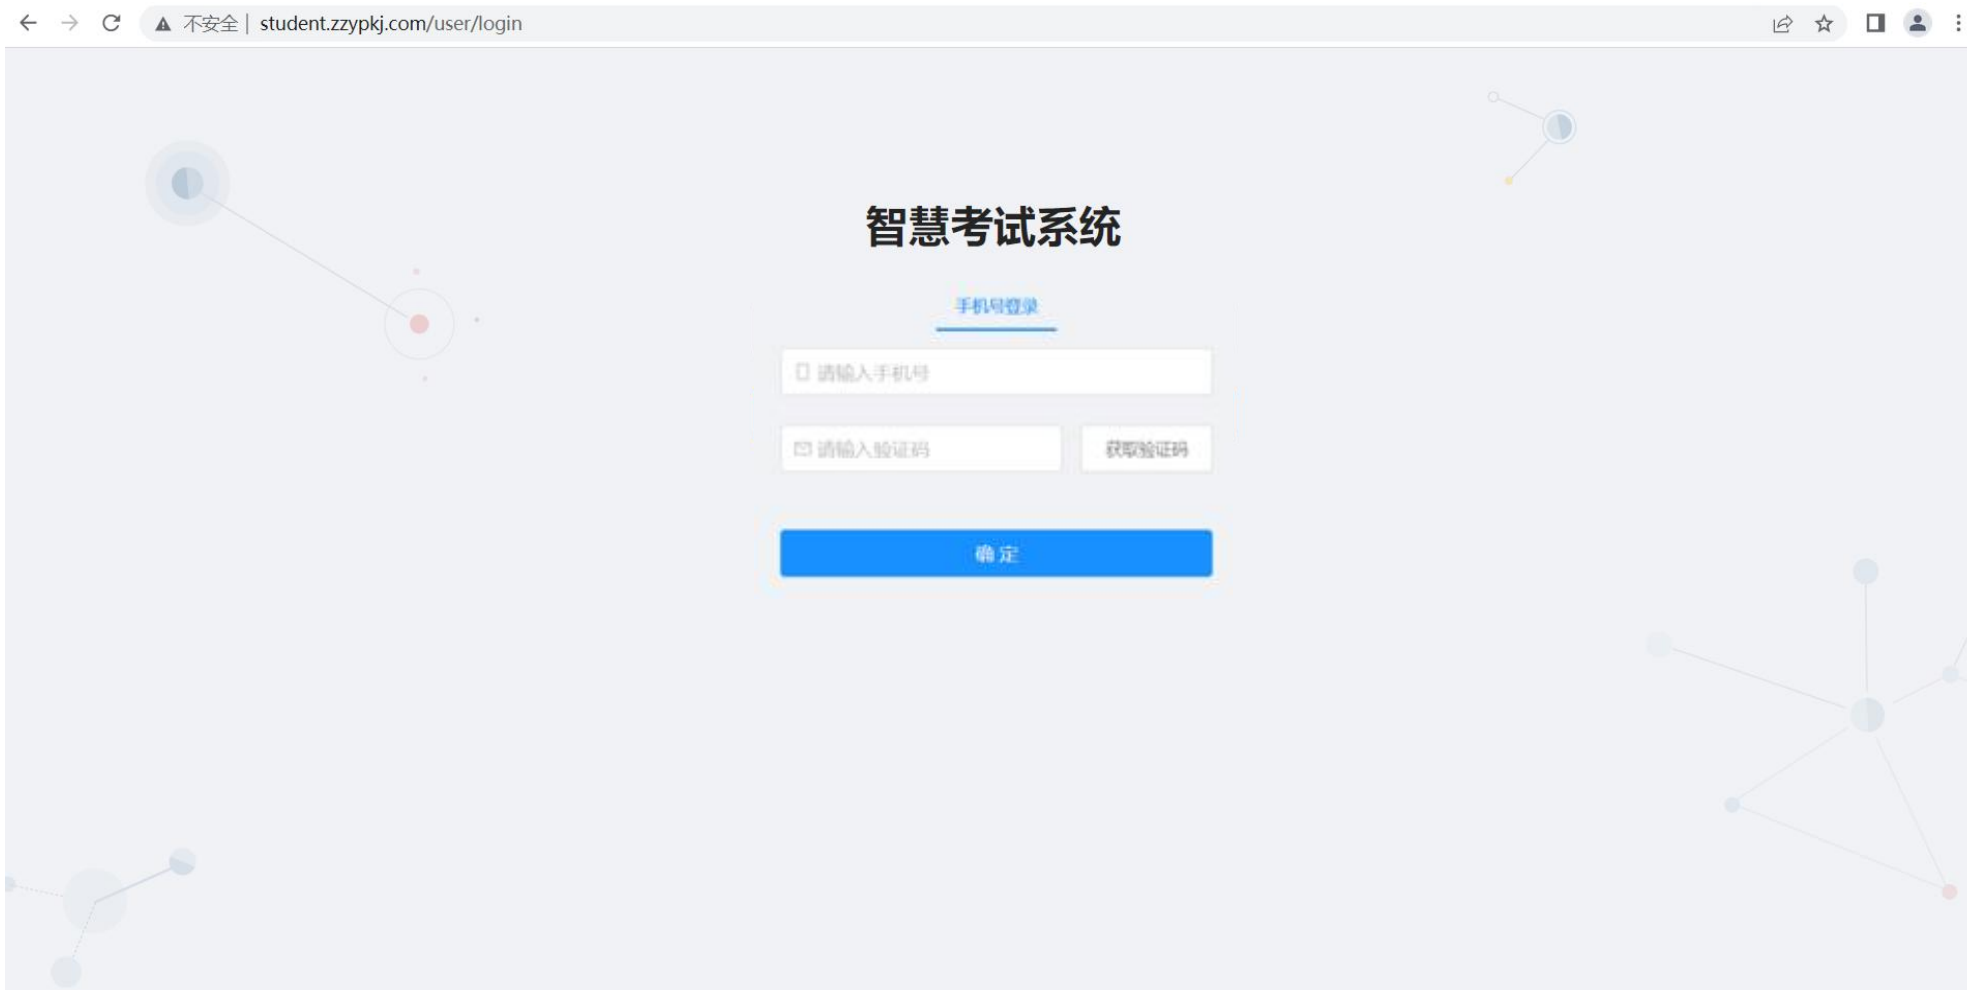 不安全 | student.zzypkj.com/user/login
智慧考试系统
手机号登录
请输入手机号
请输入验证码 获取验证码
确定